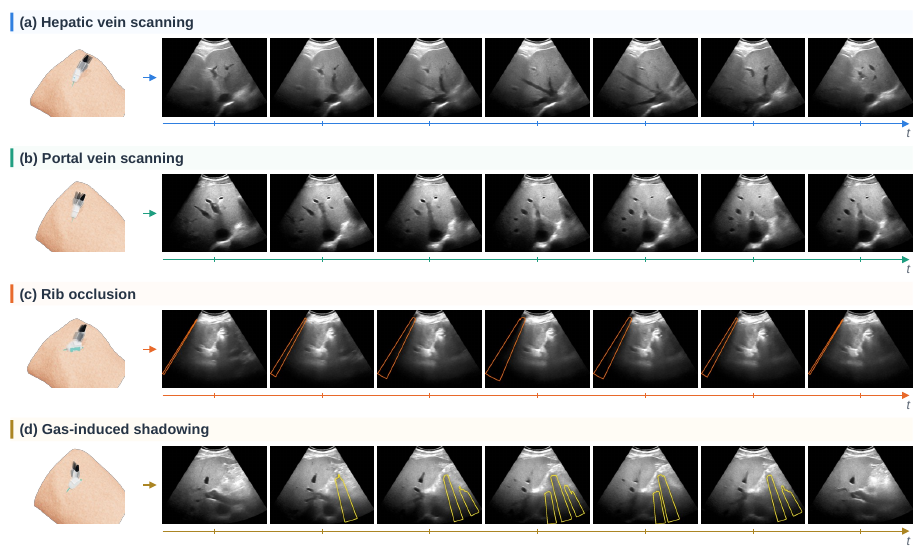 (a) Hepatic vein scanning
t
(b) Portal vein scanning
t
(c) Rib occlusion
t
(d) Gas-induced shadowing
t